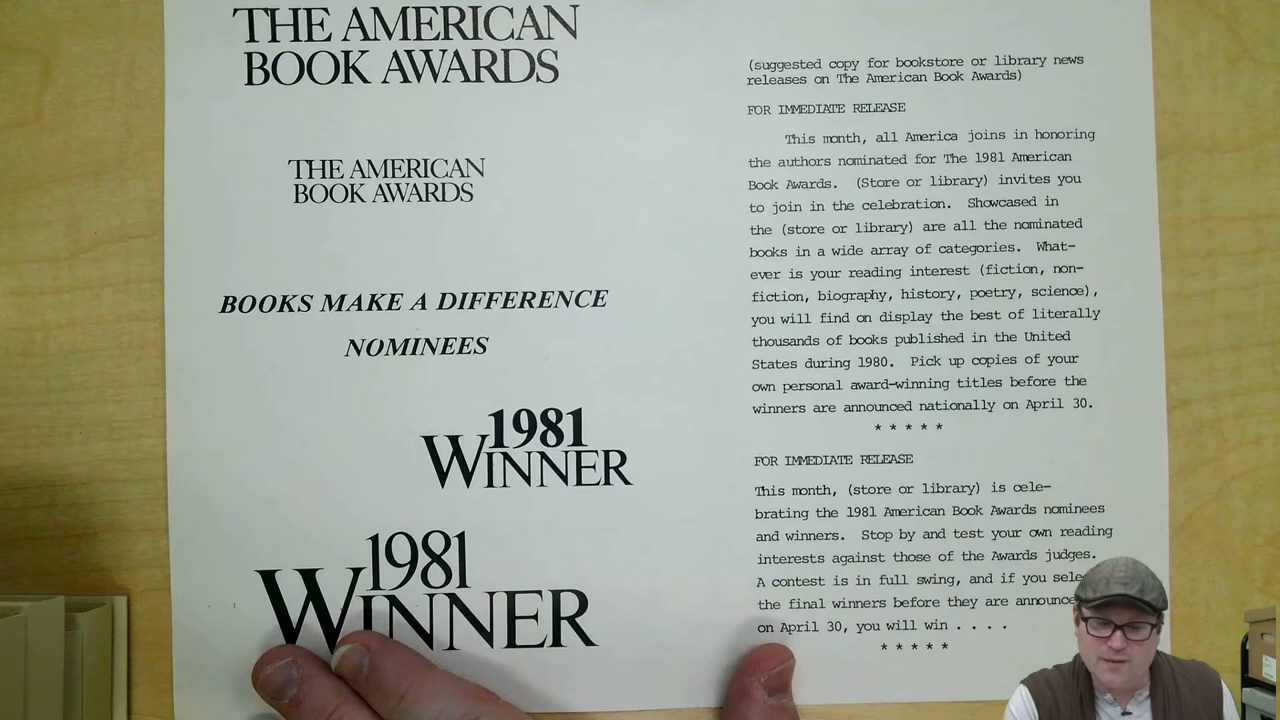 THE AMERICAN
BOOK AWARDS
THE AMERICAN
BOOK AWARDS
BOOKS MAKE A DIFFERENCE
NOMINEES
1981
WINNER
1981
WINNER
(suggested copy for bookstore or library news
releases on The American Book Awards)
FOR IMMEDIATE RELEASE
This month, all America joins in honoring
the authors nominated for The 1981 American
Book Awards. (Store or library) invites you
to join in the celebration. Showcased in
the (store or library) are all the nominated
books in a wide array of categories. What-
ever is your reading interest (fiction, non-
fiction, biography, history, poetry, science),
you will find on display the best of literally
thousands of books published in the United
States during 1980. Pick up copies of your
own personal award-winning titles before the
winners are announced nationally on April 30.
* * * * *
FOR IMMEDIATE RELEASE
This month, (store or library) is cele-
brating the 1981 American Book Awards nominees
and winners. Stop by and test your own reading
interests against those of the Awards judges.
A contest is in full swing, and if you
the final winners before they are
on April 30, you will win . . . .
* * * * *